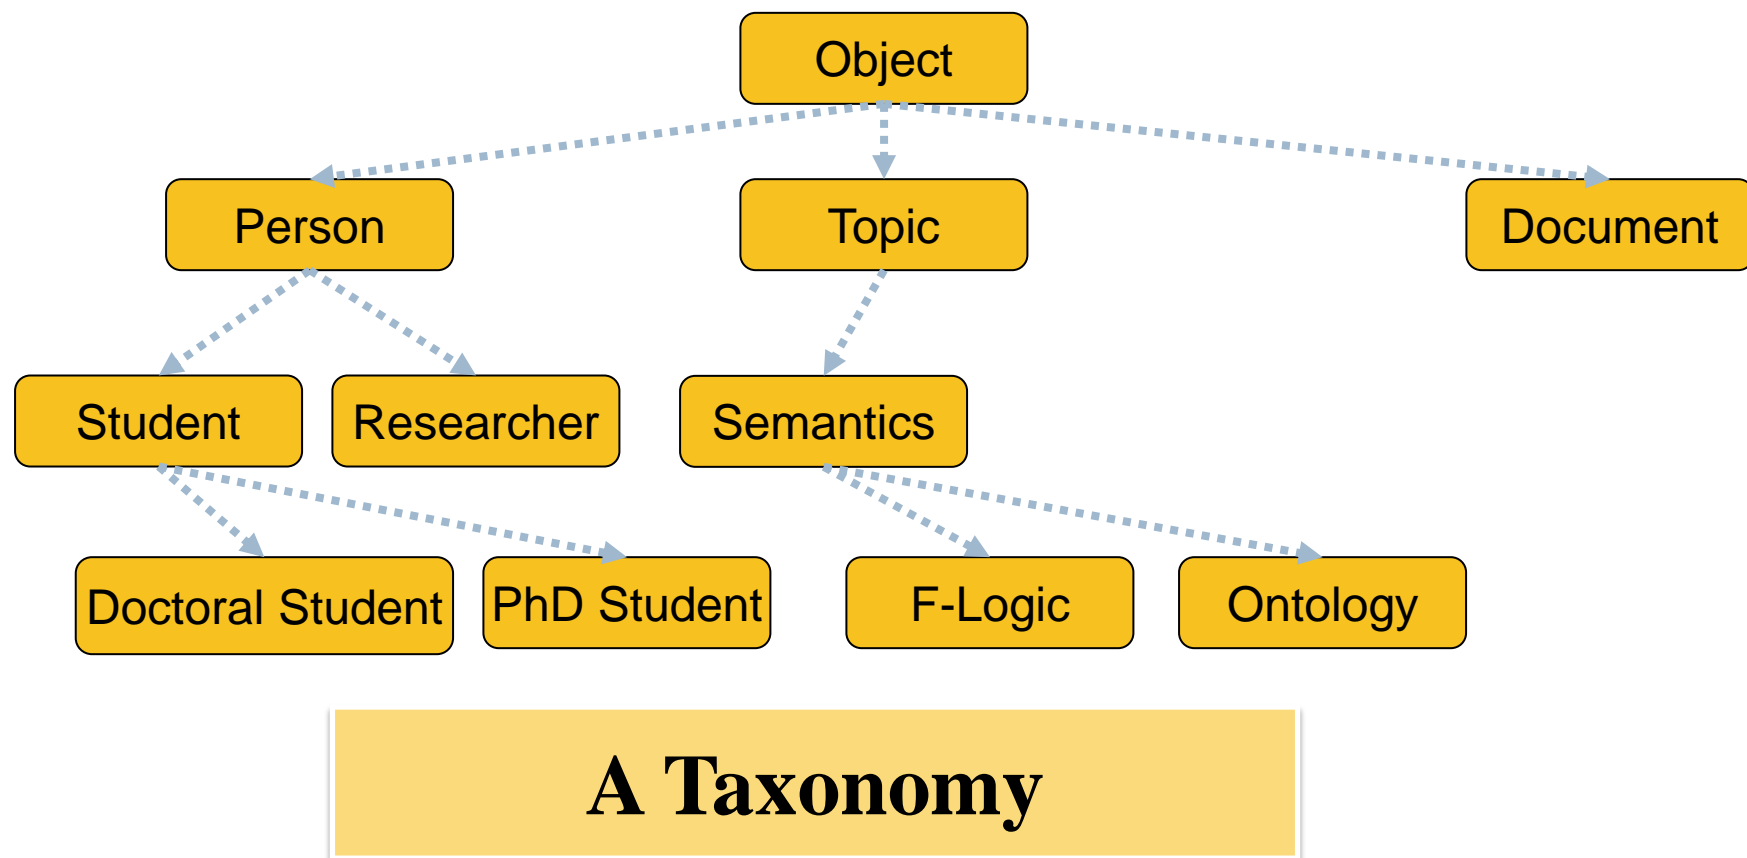 Object
Person
Topic
Document
Student
Researcher
Semantics
Doctoral Student
PhD Student
F-Logic
Ontology
A Taxonomy